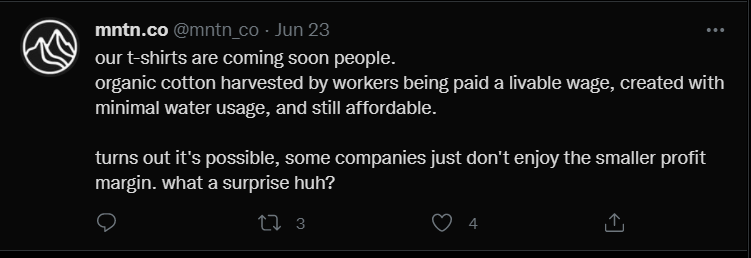 mntn.co @mntn_co · Jun 23
our t-shirts are coming soon people.
organic cotton harvested by workers being paid a livable wage, created with
minimal water usage, and still affordable.
turns out it's possible, some companies just don't enjoy the smaller profit
margin. what a surprise huh?
3 4